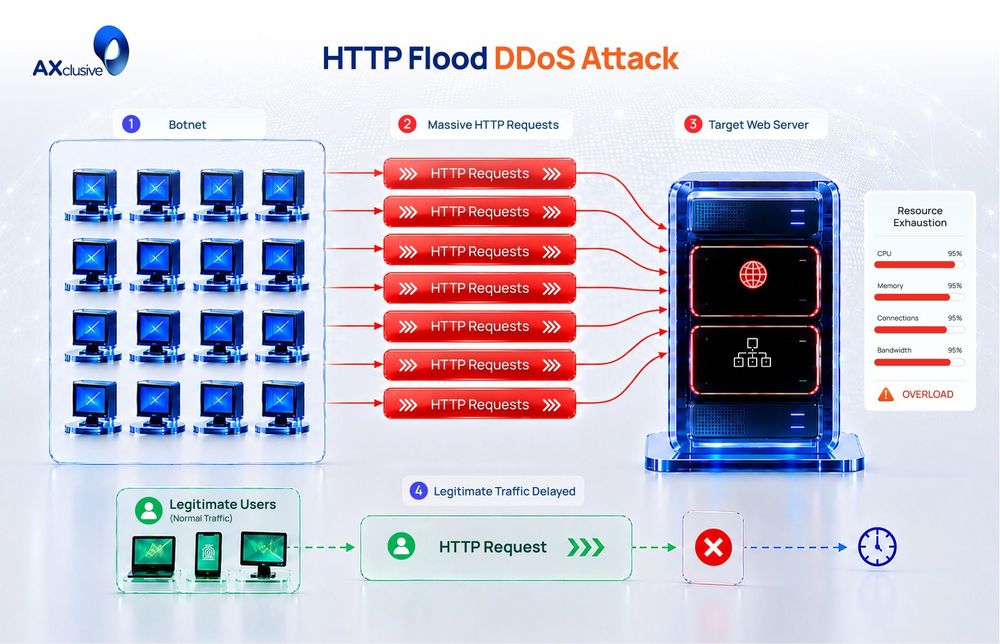 AXclusive
HTTP Flood DDoS Attack
1 Botnet
2 Massive HTTP Requests
3 Target Web Server
HTTP Requests
HTTP Requests
HTTP Requests
HTTP Requests
HTTP Requests
HTTP Requests
HTTP Requests
Resource
Exhaustion
CPU 95%
Memory 95%
Connections 95%
Bandwidth 95%
OVERLOAD
4 Legitimate Traffic Delayed
Legitimate Users
(Normal Traffic)
HTTP Request